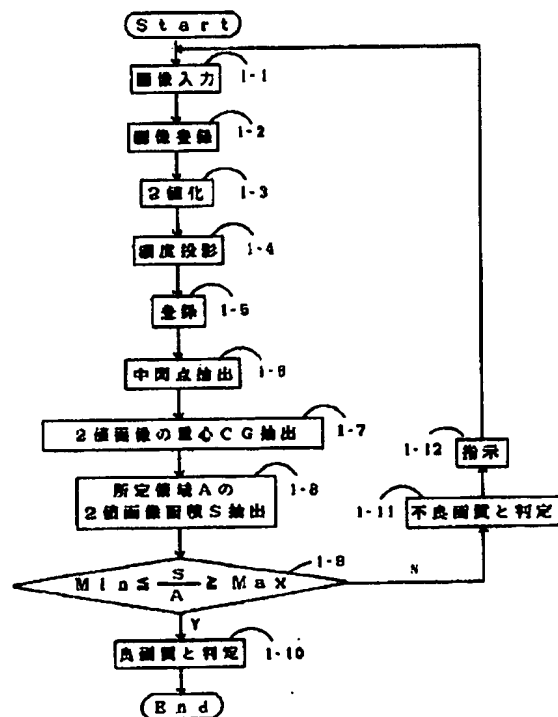 Start
画像入力
1-1
画像登録
1-2
2値化
1-3
濃度投影
1-4
登録
1-5
中間点抽出
1-6
2値画像の重心CG抽出
1-7
所定領域Aの
2値画像面積S抽出
1-8
Min≦S/A≧Max
1-9
N
Y
良画質と判定
1-10
End
不良画質と判定
1-11
指示
1-12